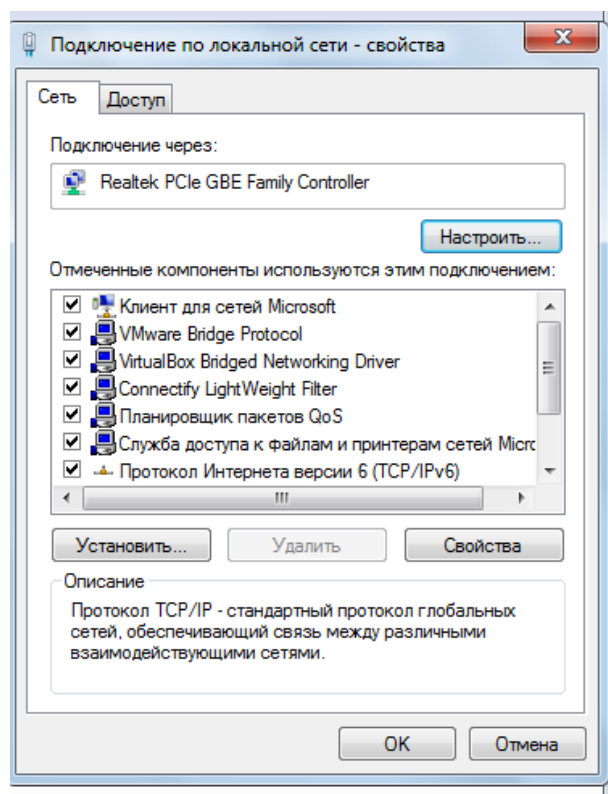 Подключение по локальной сети - свойства
Сеть
Доступ
Подключение через:
Realtek PCIe GBE Family Controller
Настроить...
Отмеченные компоненты используются этим подключением:
Клиент для сетей Microsoft
VMware Bridge Protocol
VirtualBox Bridged Networking Driver
Connectify LightWeight Filter
Планировщик пакетов QoS
Служба доступа к файлам и принтерам сетей Micro
Протокол Интернета версии 6 (TCP/IPv6)
Установить...
Удалить
Свойства
Описание
Протокол TCP/IP - стандартный протокол глобальных
сетей, обеспечивающий связь между различными
взаимодействующими сетями.
OK
Отмена